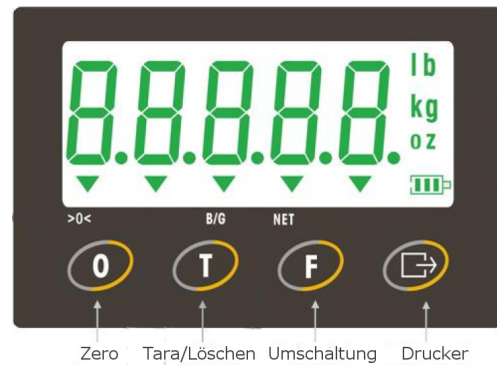 8.8.8.8.8.
lb
kg
oz
>0< B/G NET
0 T F
Zero Tara/Löschen Umschaltung Drucker